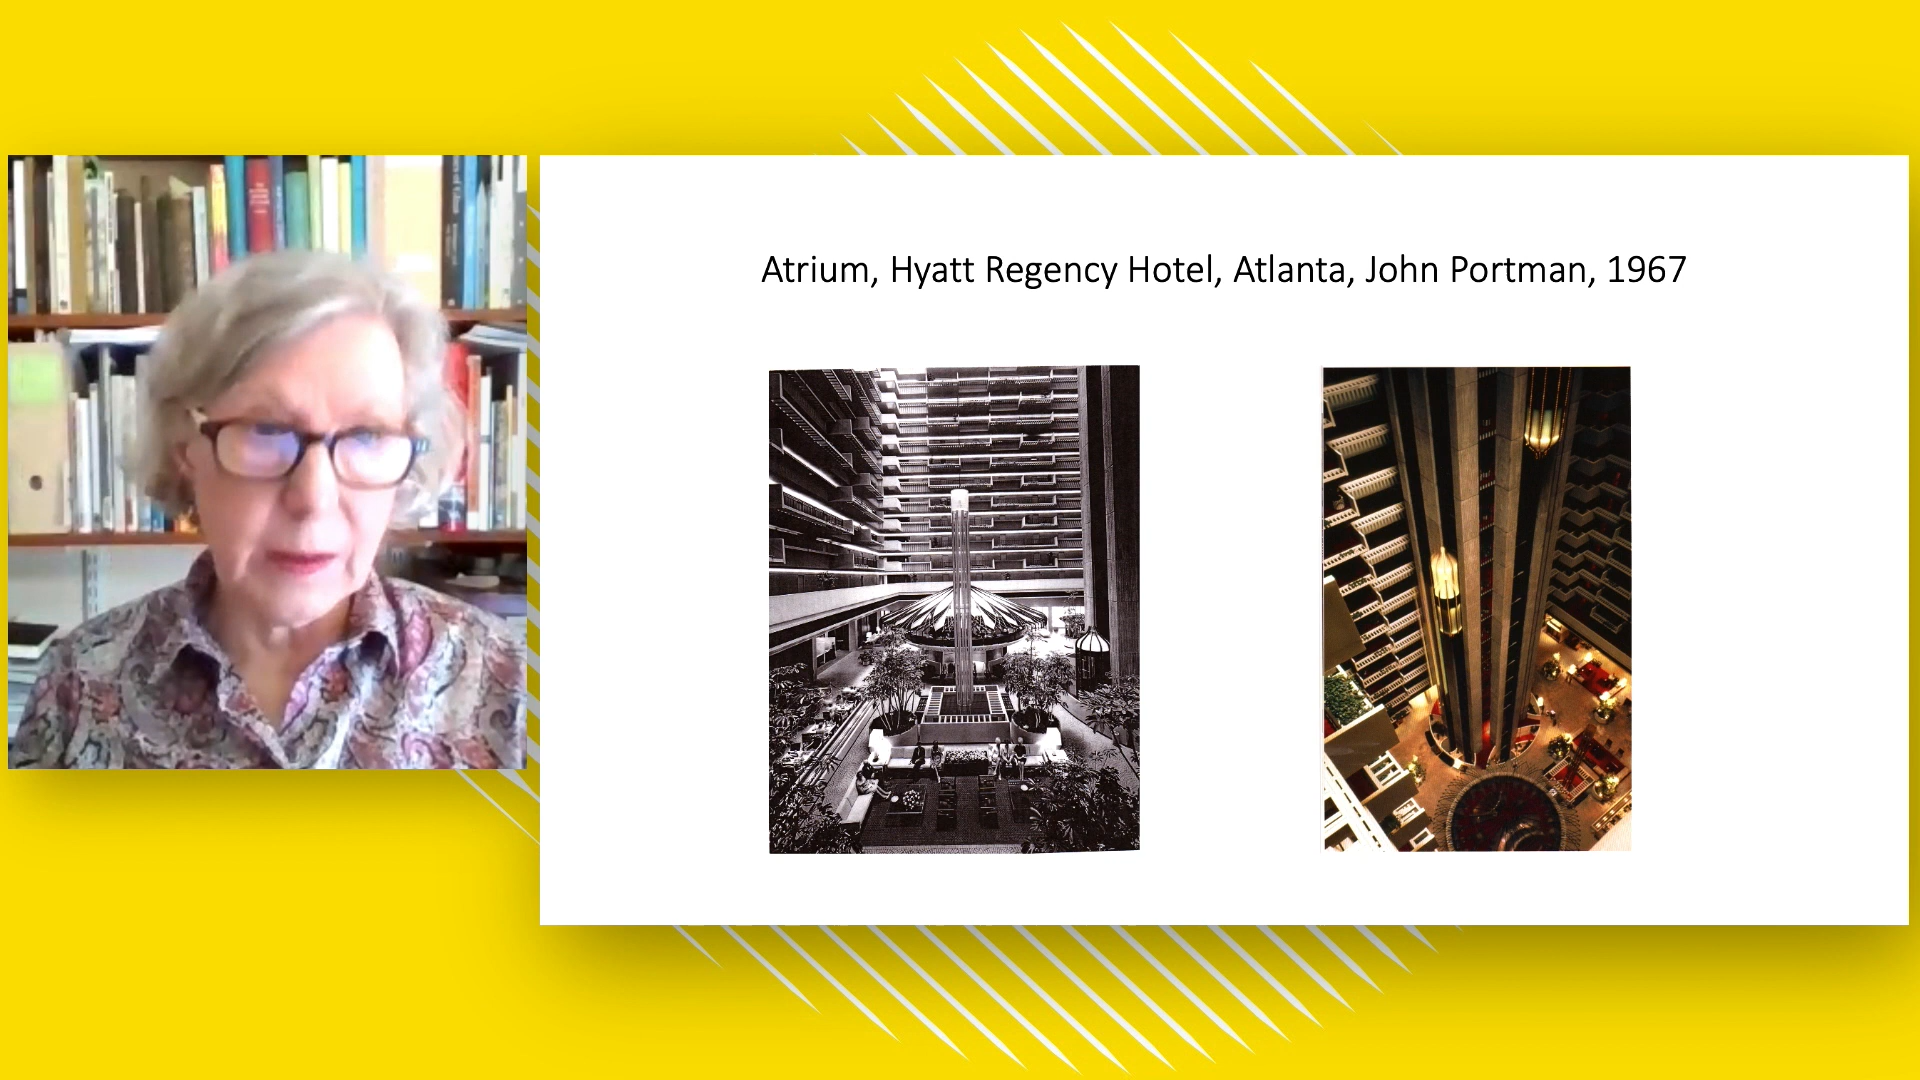 Atrium, Hyatt Regency Hotel, Atlanta, John Portman, 1967